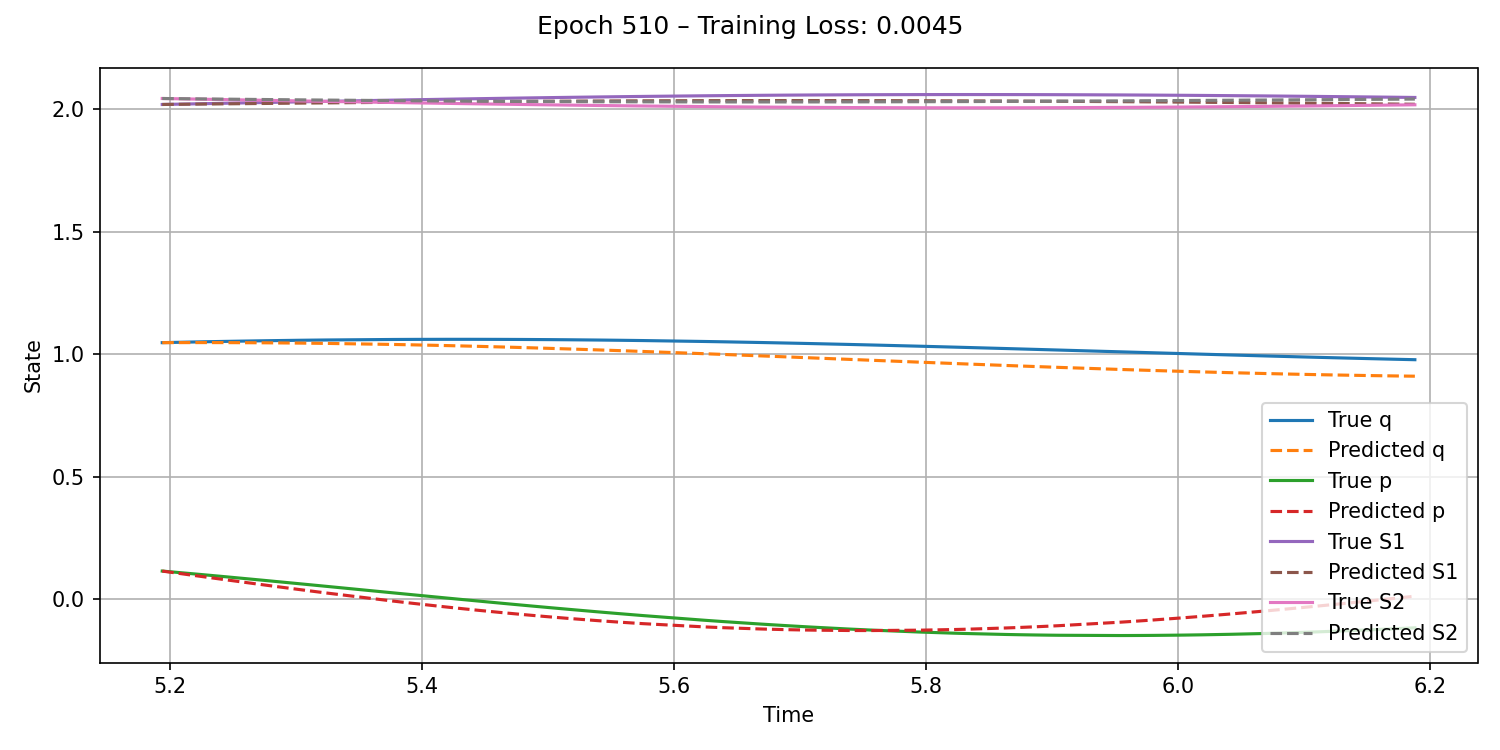 Epoch 510 – Training Loss: 0.0045
State
2.0
1.5
1.0
0.5
0.0
True q
Predicted q
True p
Predicted p
True S1
Predicted S1
True S2
Predicted S2
5.2 5.4 5.6 5.8 6.0 6.2
Time